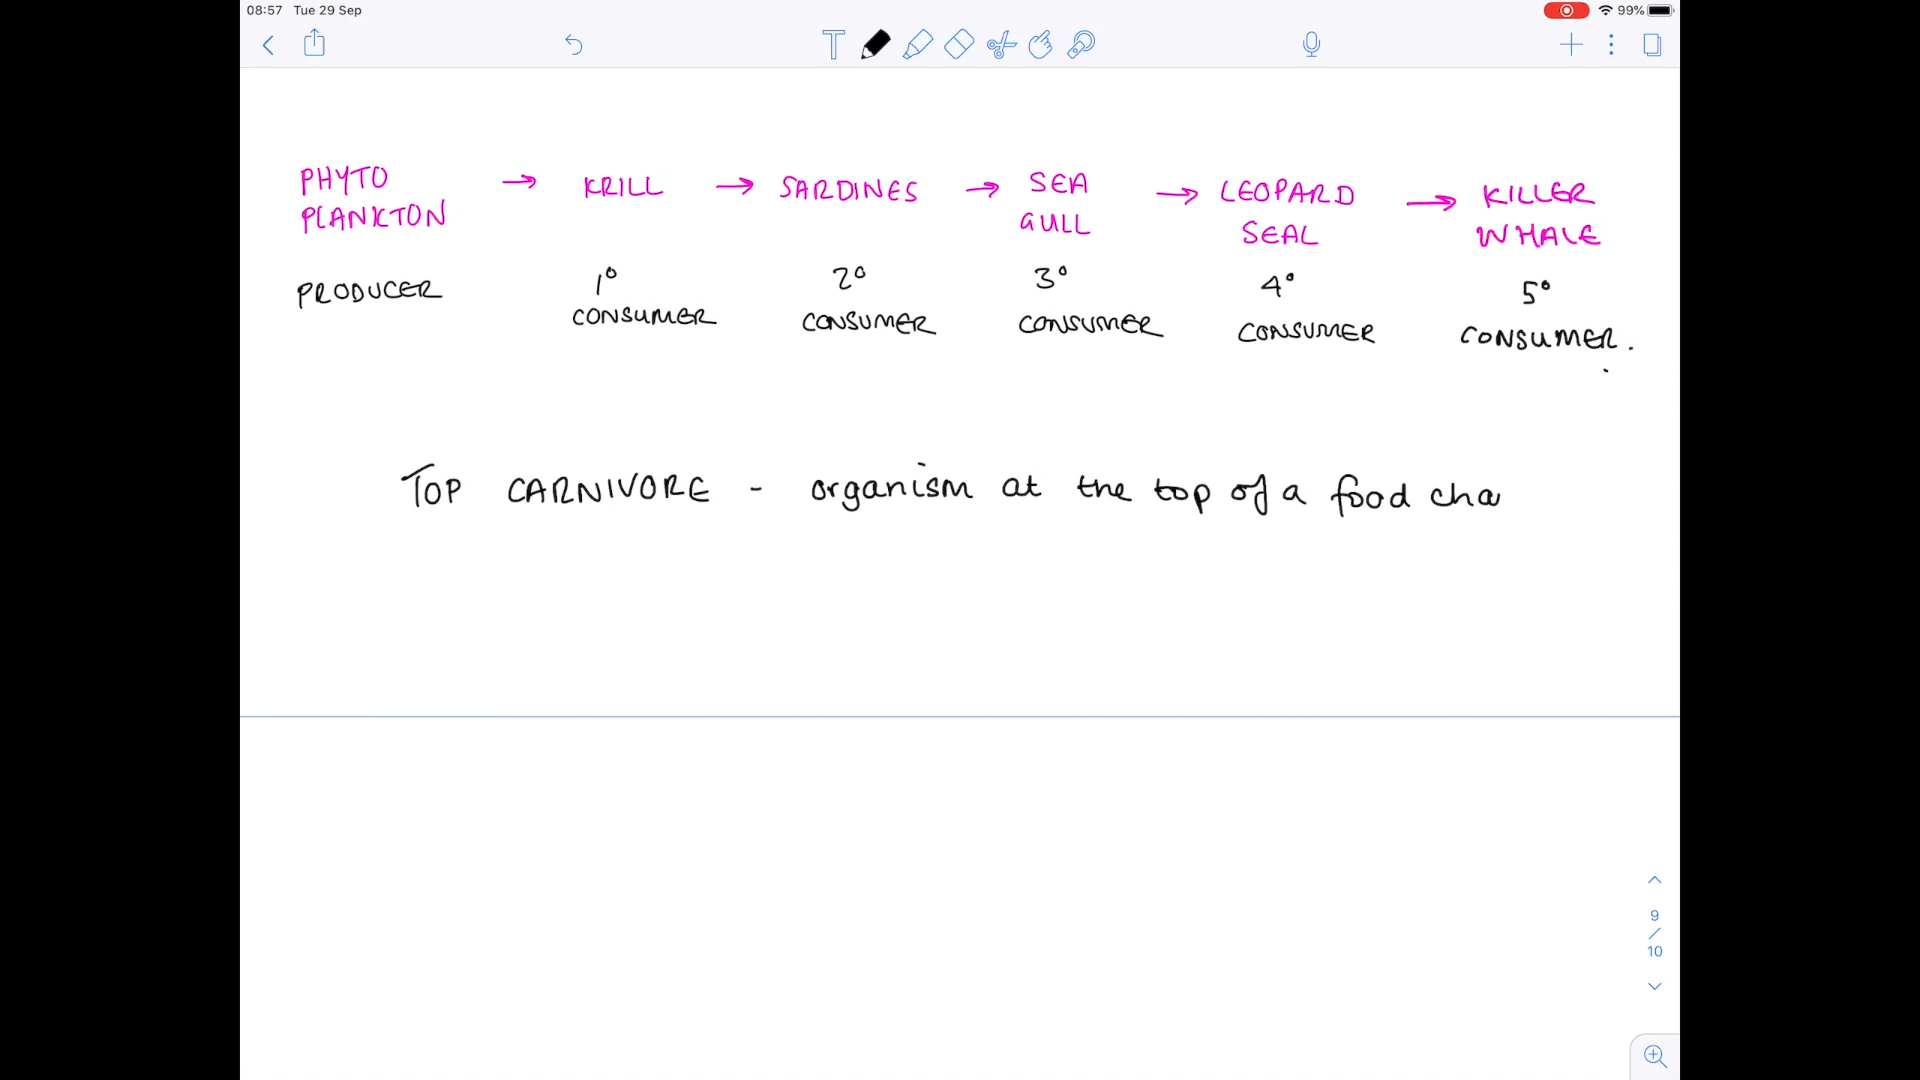 08:57 Tue 29 Sep 99%
PHYTO → KRILL → SARDINES → SEA → LEOPARD → KILLER
PLANKTON GULL SEAL WHALE
PRODUCER 1° 2° 3° 4° 5°
CONSUMER CONSUMER CONSUMER CONSUMER CONSUMER.
TOP CARNIVORE - organism at the top of a food cha
9
/
10